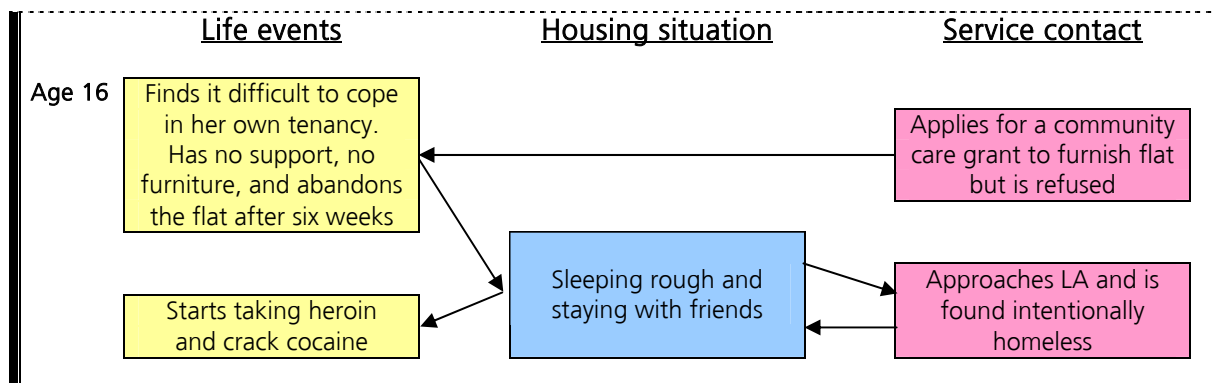 Life events
Housing situation
Service contact
Age 16
Finds it difficult to cope
in her own tenancy.
Has no support, no
furniture, and abandons
the flat after six weeks
Applies for a community
care grant to furnish flat
but is refused
Sleeping rough and
staying with friends
Approaches LA and is
found intentionally
homeless
Starts taking heroin
and crack cocaine